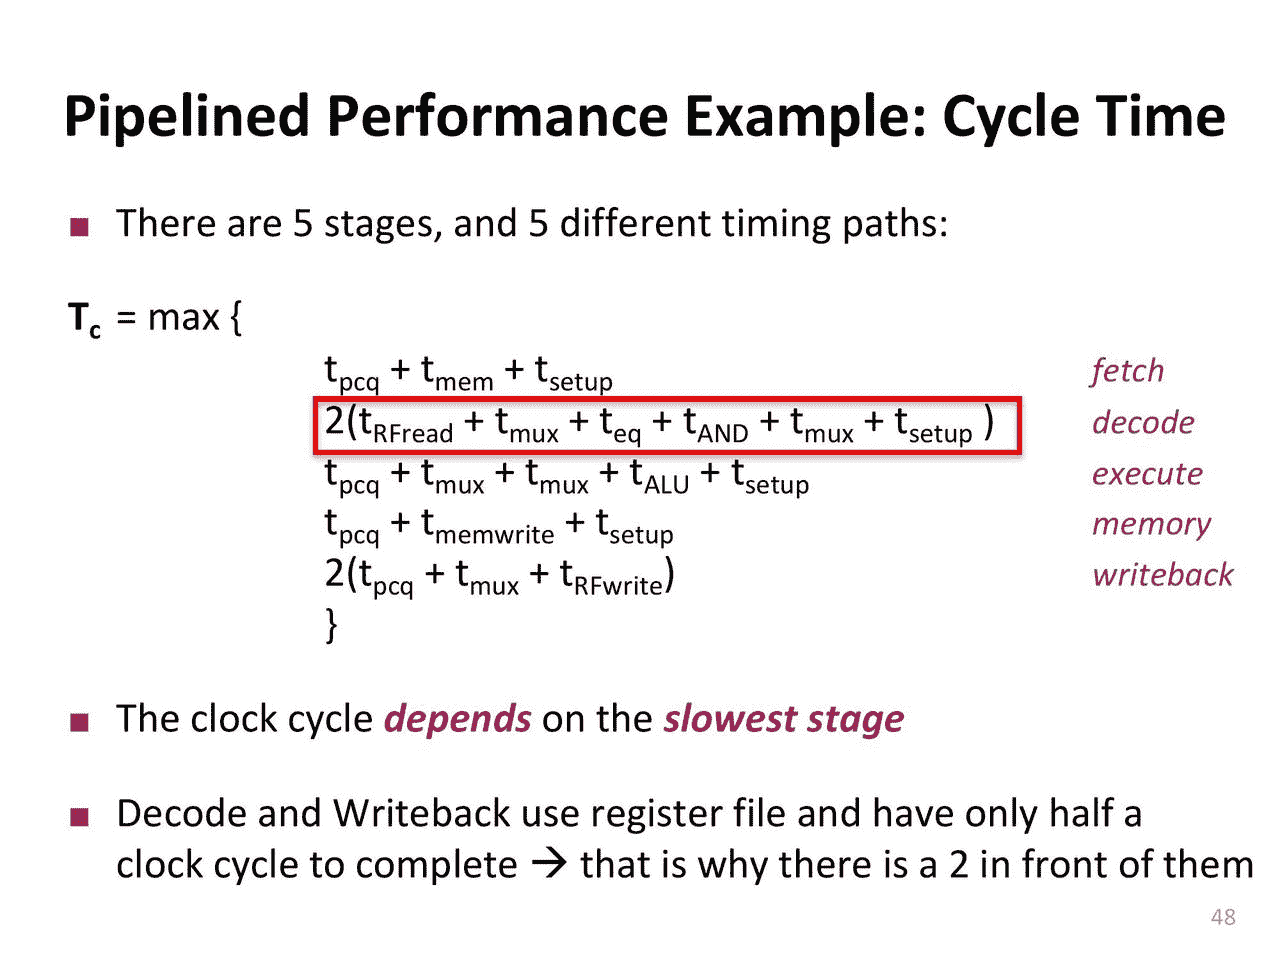 Pipelined Performance Example: Cycle Time
■ There are 5 stages, and 5 different timing paths:
Tc = max {
tpcq + tmem + tsetup fetch
2(tRFread + tmux + teq + tAND + tmux + tsetup ) decode
tpcq + tmux + tmux + tALU + tsetup execute
tpcq + tmemwrite + tsetup memory
2(tpcq + tmux + tRFwrite) writeback
}
■ The clock cycle depends on the slowest stage
■ Decode and Writeback use register file and have only half a
clock cycle to complete → that is why there is a 2 in front of them
48